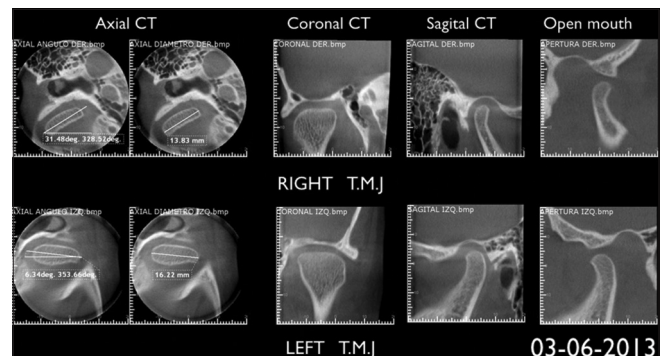 Axial CT Coronal CT Sagital CT Open mouth
AXIAL ANGULO DER.bmp AXIAL DIAMETRO DER.bmp CORONAL DER.bmp SAGITAL DER.bmp APERTURA DER.bmp
31.48deg. 328.52deg. 13.83 mm
RIGHT T.M.J
AXIAL ANGULO IZQ.bmp AXIAL DIAMETRO IZQ.bmp CORONAL IZQ.bmp SAGITAL IZQ.bmp APERTURA IZQ.bmp
6.34deg. 353.66deg. 16.22 mm
LEFT T.M.J 03-06-2013